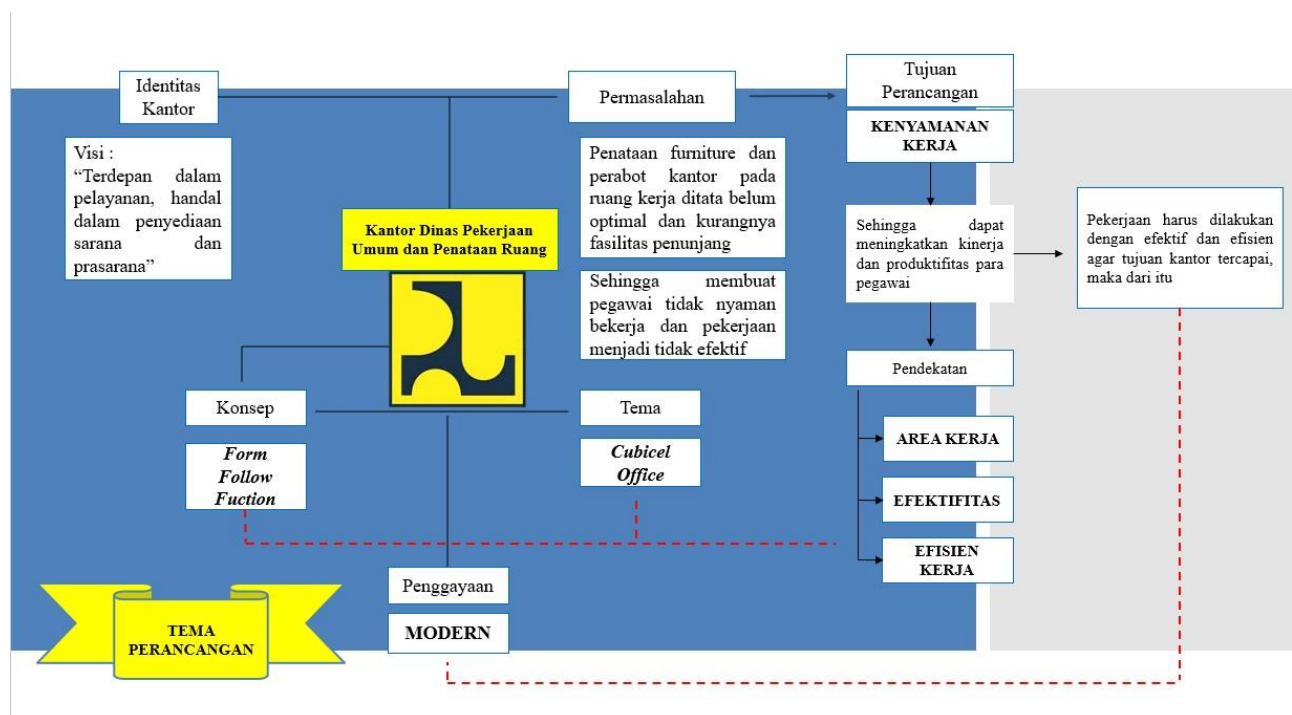 Identitas
Kantor
Visi :
“Terdepan dalam
pelayanan, handal
dalam penyediaan
sarana dan
prasarana”
Kantor Dinas Pekerjaan
Umum dan Penataan Ruang
Permasalahan
Penataan furniture dan
perabot kantor pada
ruang kerja ditata belum
optimal dan kurangnya
fasilitas penunjang
Sehingga membuat
pegawai tidak nyaman
bekerja dan pekerjaan
menjadi tidak efektif
Tujuan
Perancangan
KENYAMANAN
KERJA
Sehingga dapat
meningkatkan kinerja
dan produktifitas para
pegawai
Pekerjaan harus dilakukan
dengan efektif dan efisien
agar tujuan kantor tercapai,
maka dari itu
Pendekatan
AREA KERJA
EFEKTIFITAS
EFISIEN
KERJA
Konsep
Form
Follow
Fuction
Tema
Cubicel
Office
Penggayaan
MODERN
TEMA
PERANCANGAN